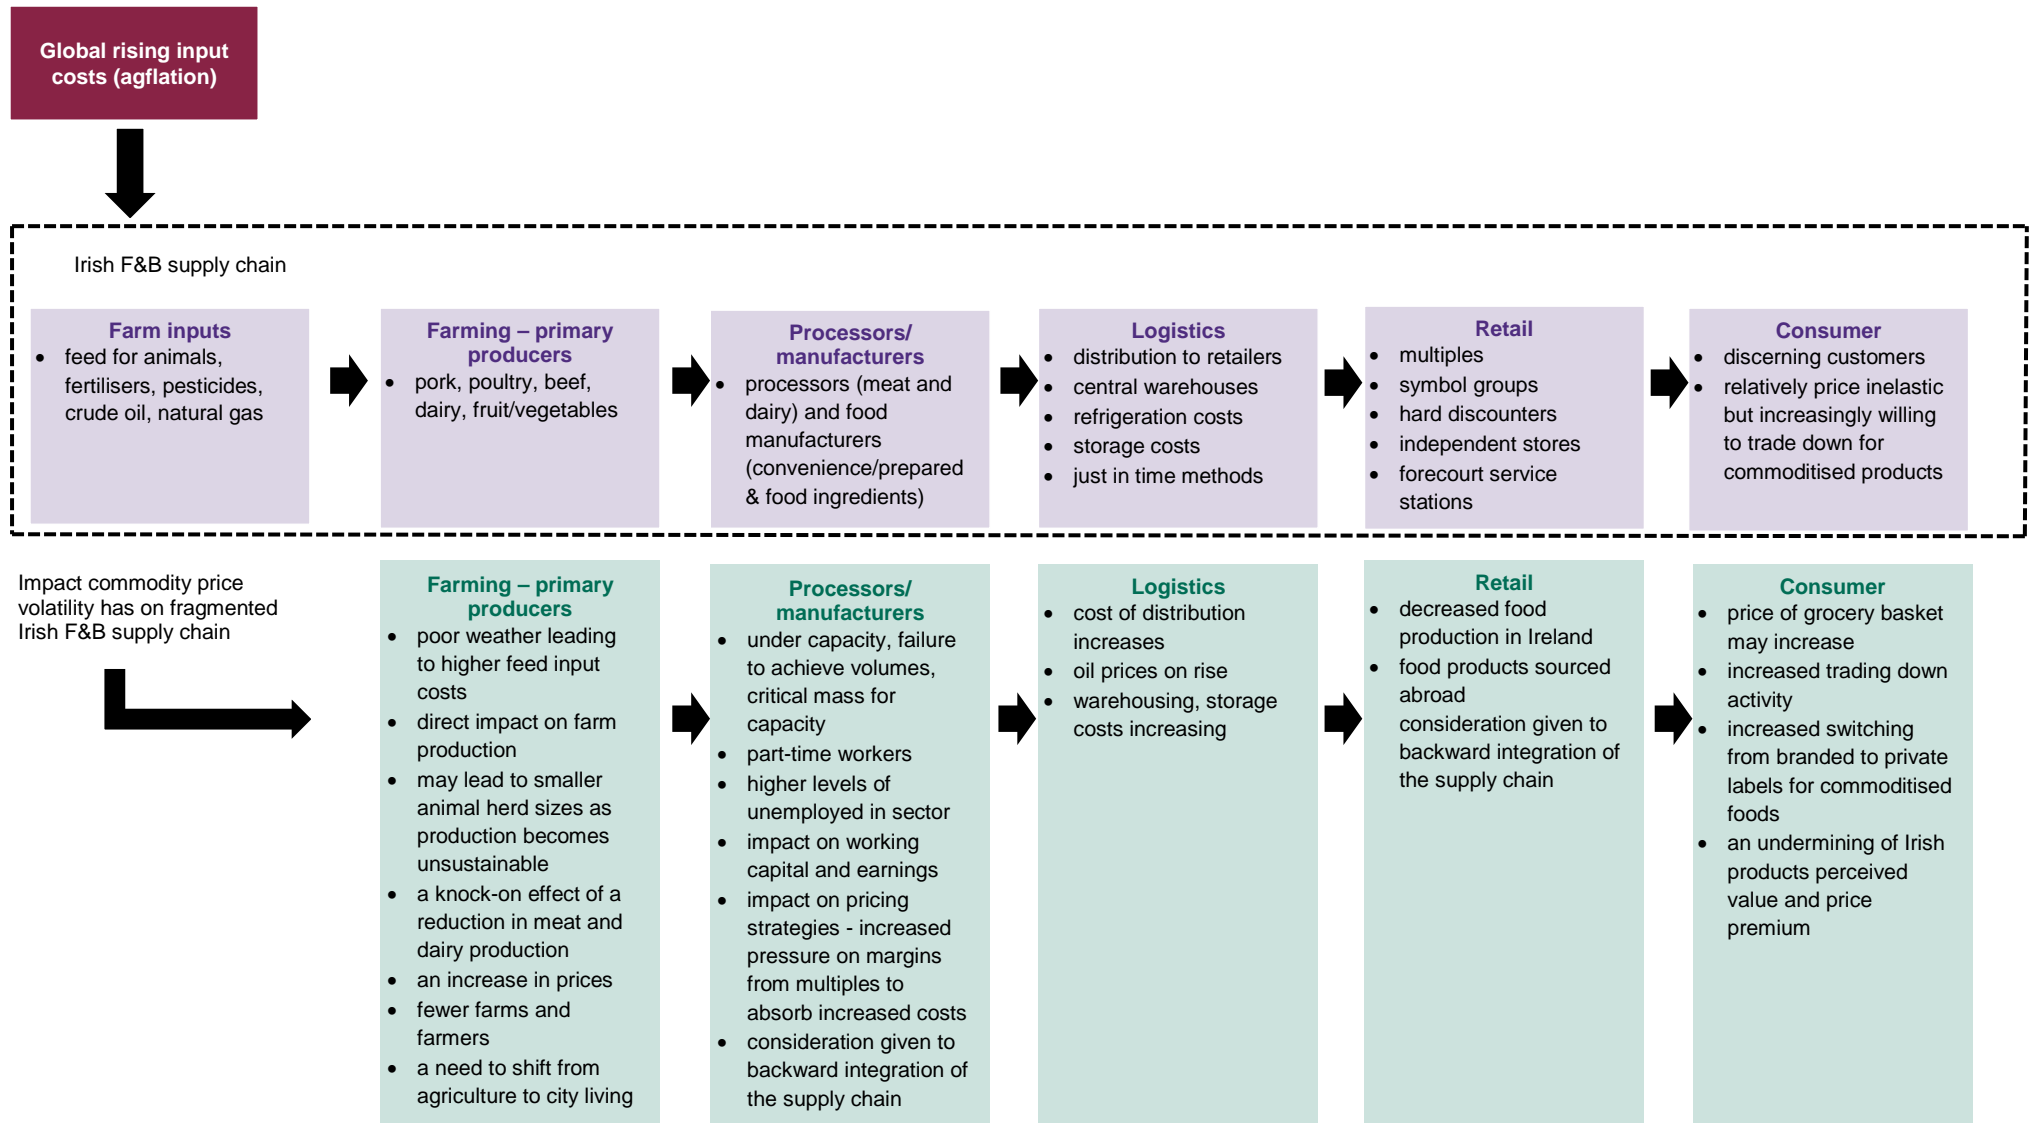 Global rising input
costs (agflation)
Irish F&B supply chain
Farm inputs
• feed for animals,
fertilisers, pesticides,
crude oil, natural gas
Farming – primary
producers
• pork, poultry, beef,
dairy, fruit/vegetables
Processors/
manufacturers
• processors (meat and
dairy) and food
manufacturers
(convenience/prepared
& food ingredients)
Logistics
• distribution to retailers
• central warehouses
• refrigeration costs
• storage costs
• just in time methods
Retail
• multiples
• symbol groups
• hard discounters
• independent stores
• forecourt service
stations
Consumer
• discerning customers
• relatively price inelastic
but increasingly willing
to trade down for
commoditised products
Impact commodity price
volatility has on fragmented
Irish F&B supply chain
Farming – primary
producers
• poor weather leading
to higher feed input
costs
• direct impact on farm
production
• may lead to smaller
animal herd sizes as
production becomes
unsustainable
• a knock-on effect of a
reduction in meat and
dairy production
• an increase in prices
• fewer farms and
farmers
• a need to shift from
agriculture to city living
Processors/
manufacturers
• under capacity, failure
to achieve volumes,
critical mass for
capacity
• part-time workers
• higher levels of
unemployed in sector
• impact on working
capital and earnings
• impact on pricing
strategies - increased
pressure on margins
from multiples to
absorb increased costs
• consideration given to
backward integration of
the supply chain
Logistics
• cost of distribution
increases
• oil prices on rise
• warehousing, storage
costs increasing
Retail
• decreased food
production in Ireland
• food products sourced
abroad
consideration given to
backward integration of
the supply chain
Consumer
• price of grocery basket
may increase
• increased trading down
activity
• increased switching
from branded to private
labels for commoditised
foods
• an undermining of Irish
products perceived
value and price
premium